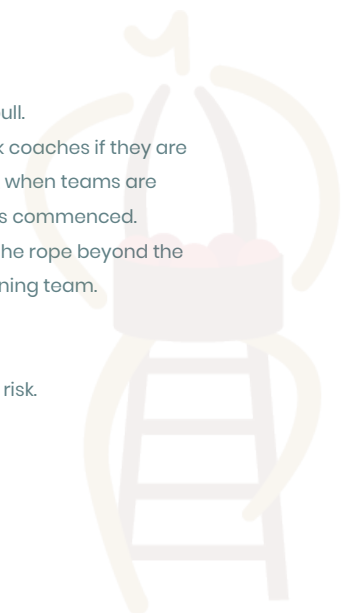 ull.
k coaches if they are
when teams are
s commenced.
he rope beyond the
ning team.
risk.